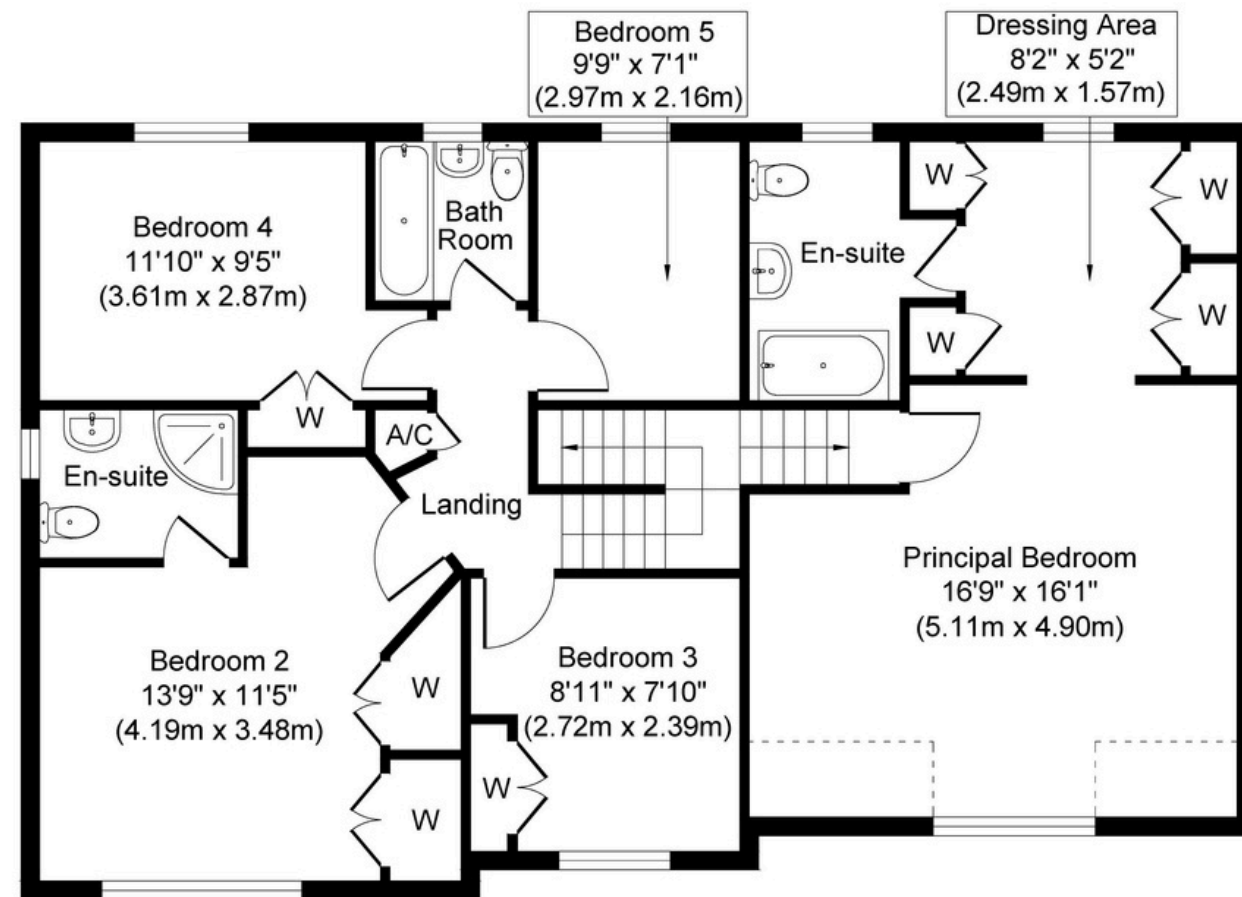 Bedroom 5
9'9" x 7'1"
(2.97m x 2.16m)
Dressing Area
8'2" x 5'2"
(2.49m x 1.57m)
Bedroom 4
11'10" x 9'5"
(3.61m x 2.87m)
Bath
Room
En-suite
W
W
W
W
W
A/C
En-suite
Landing
Principal Bedroom
16'9" x 16'1"
(5.11m x 4.90m)
Bedroom 2
13'9" x 11'5"
(4.19m x 3.48m)
W
W
Bedroom 3
8'11" x 7'10"
(2.72m x 2.39m)
W